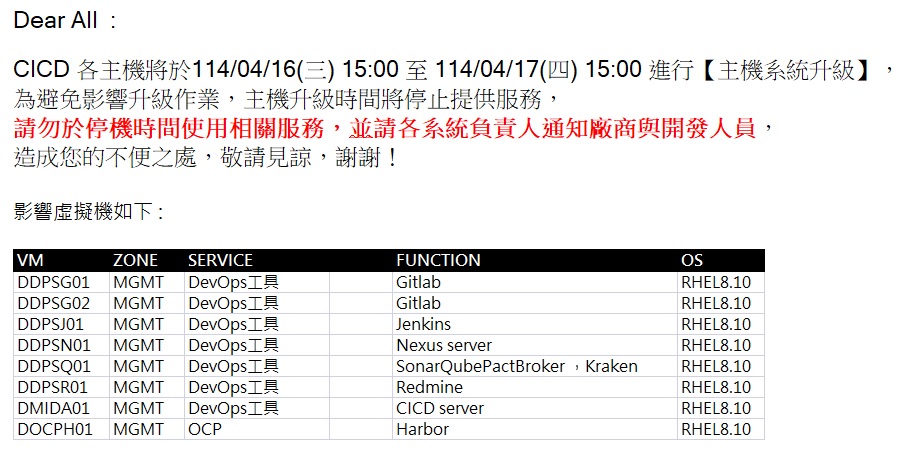 Dear All :
CICD 各主機將於114/04/16(三) 15:00 至 114/04/17(四) 15:00 進行【主機系統升級】，
為避免影響升級作業，主機升級時間將停止提供服務，
請勿於停機時間使用相關服務，並請各系統負責人通知廠商與開發人員，
造成您的不便之處，敬請見諒，謝謝！
影響虛擬機如下：
VM ZONE SERVICE FUNCTION OS
DDPSG01 MGMT DevOps工具 Gitlab RHEL8.10
DDPSG02 MGMT DevOps工具 Gitlab RHEL8.10
DDPSJ01 MGMT DevOps工具 Jenkins RHEL8.10
DDPSN01 MGMT DevOps工具 Nexus server RHEL8.10
DDPSQ01 MGMT DevOps工具 SonarQubePactBroker ，Kraken RHEL8.10
DDPSR01 MGMT DevOps工具 Redmine RHEL8.10
DMIDA01 MGMT DevOps工具 CICD server RHEL8.10
DOCPH01 MGMT OCP Harbor RHEL8.10